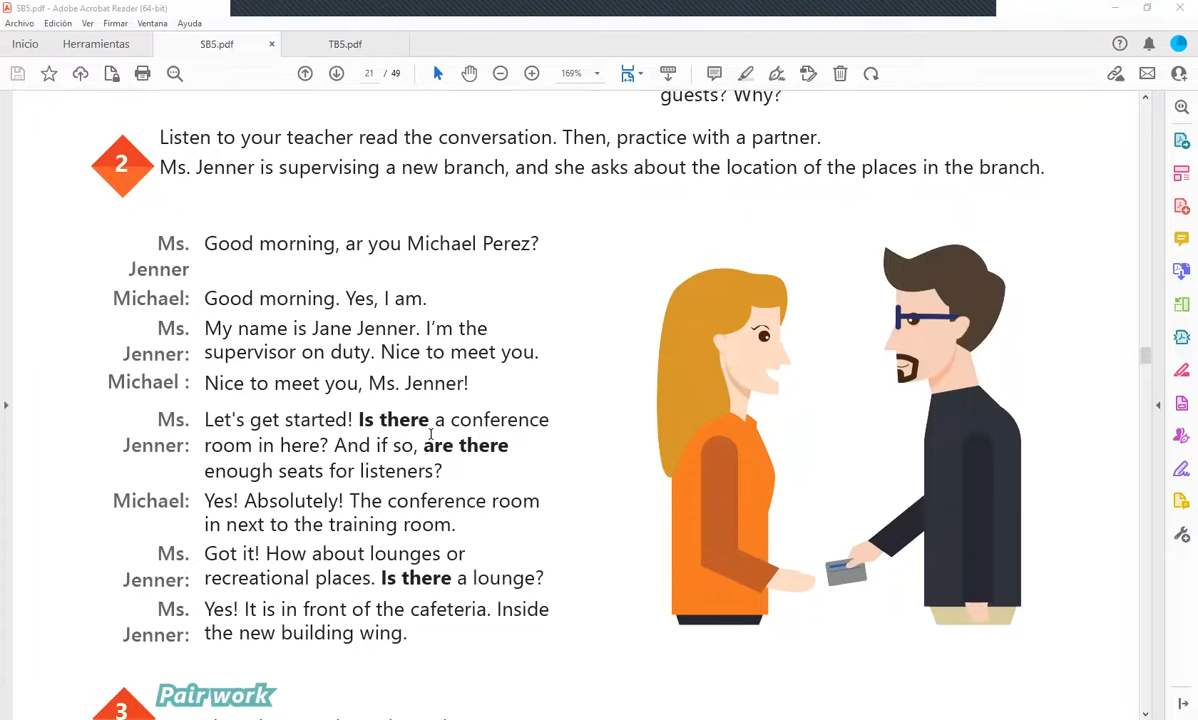 SB5.pdf - Adobe Acrobat Reader (64-bit)
Archivo Edición Ver Firmar Ventana Ayuda
Inicio Herramientas SB5.pdf × TB5.pdf
21 / 49 169%
guests? Why?
2
Listen to your teacher read the conversation. Then, practice with a partner.
Ms. Jenner is supervising a new branch, and she asks about the location of the places in the branch.
Ms. Good morning, ar you Michael Perez?
Jenner
Michael: Good morning. Yes, I am.
Ms. My name is Jane Jenner. I’m the
Jenner: supervisor on duty. Nice to meet you.
Michael : Nice to meet you, Ms. Jenner!
Ms. Let's get started! Is there a conference
Jenner: room in here? And if so, are there
enough seats for listeners?
Michael: Yes! Absolutely! The conference room
in next to the training room.
Ms. Got it! How about lounges or
Jenner: recreational places. Is there a lounge?
Ms. Yes! It is in front of the cafeteria. Inside
Jenner: the new building wing.
Pair work
3